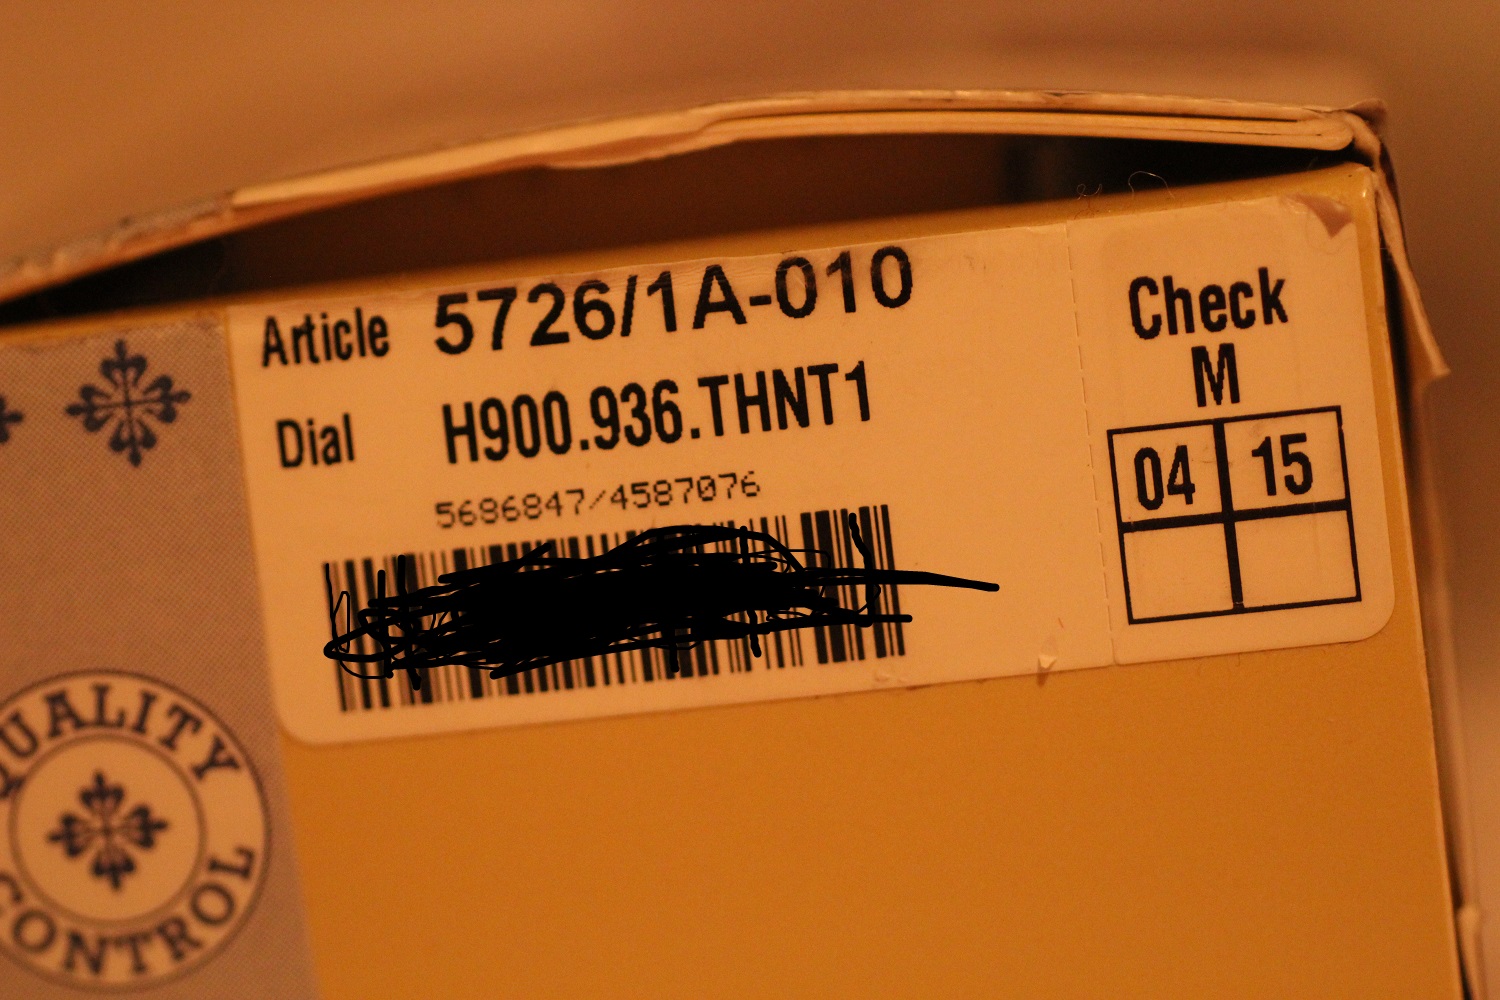 Article 5726/1A-010
Dial H900.936.THNT1
5686847/4587076
Check
M
04 15
QUALITY
CONTROL